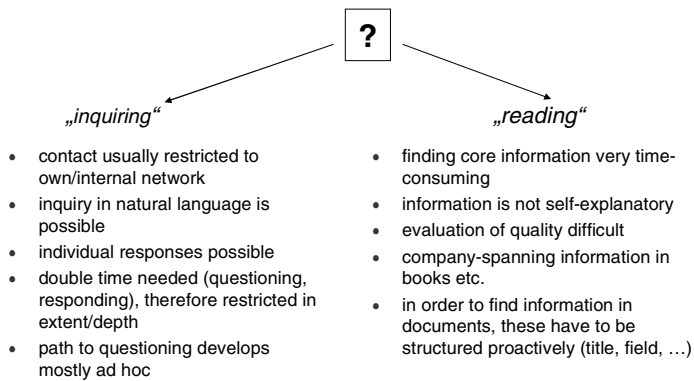 ?
„inquiring“
• contact usually restricted to
own/internal network
• inquiry in natural language is
possible
• individual responses possible
• double time needed (questioning,
responding), therefore restricted in
extent/depth
• path to questioning develops
mostly ad hoc
„reading“
• finding core information very time-
consuming
• information is not self-explanatory
• evaluation of quality difficult
• company-spanning information in
books etc.
• in order to find information in
documents, these have to be
structured proactively (title, field, …)